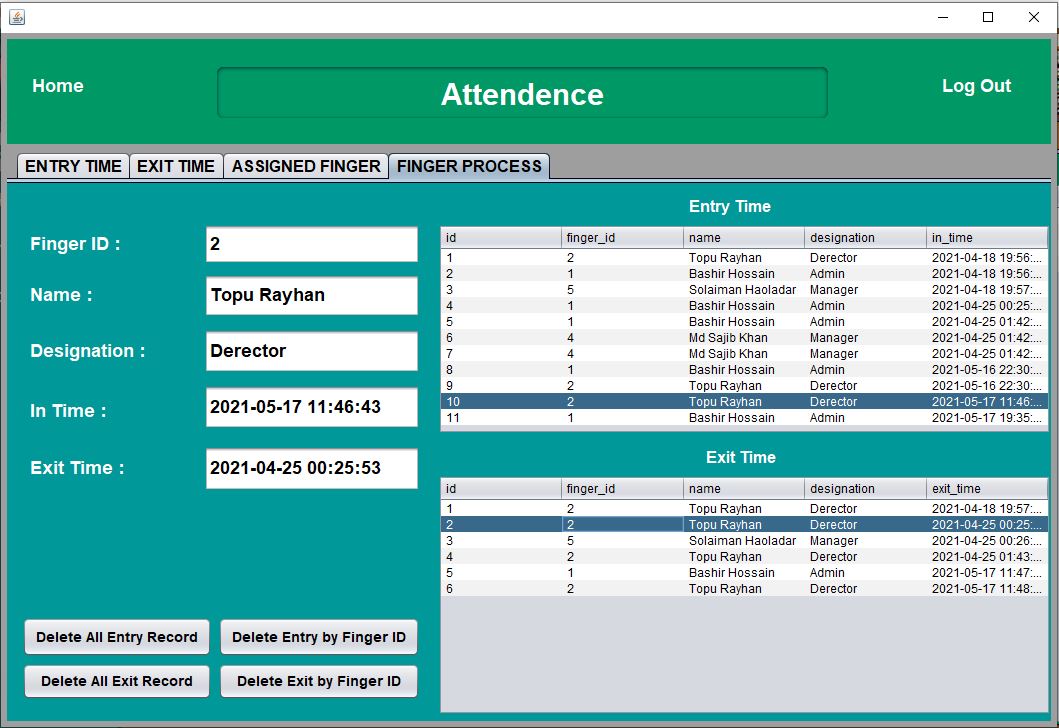 Home
Attendence
Log Out
ENTRY TIME EXIT TIME ASSIGNED FINGER FINGER PROCESS
Finger ID : 2
Name : Topu Rayhan
Designation : Derector
In Time : 2021-05-17 11:46:43
Exit Time : 2021-04-25 00:25:53
Delete All Entry Record Delete Entry by Finger ID
Delete All Exit Record Delete Exit by Finger ID
Entry Time
id finger_id name designation in_time
1 2 Topu Rayhan Derector 2021-04-18 19:56:...
2 1 Bashir Hossain Admin 2021-04-18 19:56:...
3 5 Solaiman Haoladar Manager 2021-04-18 19:57:...
4 1 Bashir Hossain Admin 2021-04-25 00:25:...
5 1 Bashir Hossain Admin 2021-04-25 01:42:...
6 4 Md Sajib Khan Manager 2021-04-25 01:42:...
7 4 Md Sajib Khan Manager 2021-04-25 01:42:...
8 1 Bashir Hossain Admin 2021-05-16 22:30:...
9 2 Topu Rayhan Derector 2021-05-16 22:30:...
10 2 Topu Rayhan Derector 2021-05-17 11:46:...
11 1 Bashir Hossain Admin 2021-05-17 19:35:...
Exit Time
id finger_id name designation exit_time
1 2 Topu Rayhan Derector 2021-04-18 19:57:...
2 2 Topu Rayhan Derector 2021-04-25 00:25:...
3 5 Solaiman Haoladar Manager 2021-04-25 00:26:...
4 2 Topu Rayhan Derector 2021-04-25 01:43:...
5 1 Bashir Hossain Admin 2021-05-17 11:47:...
6 2 Topu Rayhan Derector 2021-05-17 11:48:...